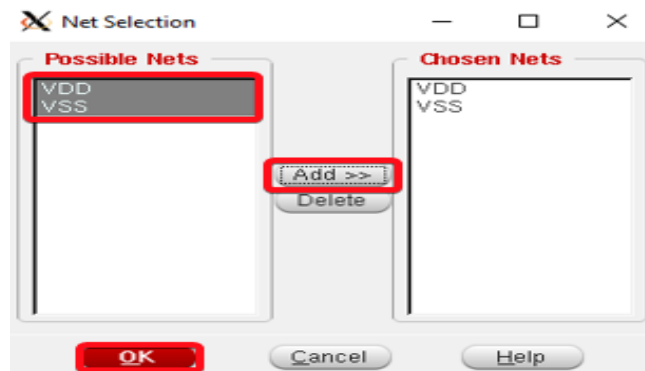 Net Selection
Possible Nets
VDD
VSS
Add >>
Delete
Chosen Nets
VDD
VSS
OK
Cancel
Help